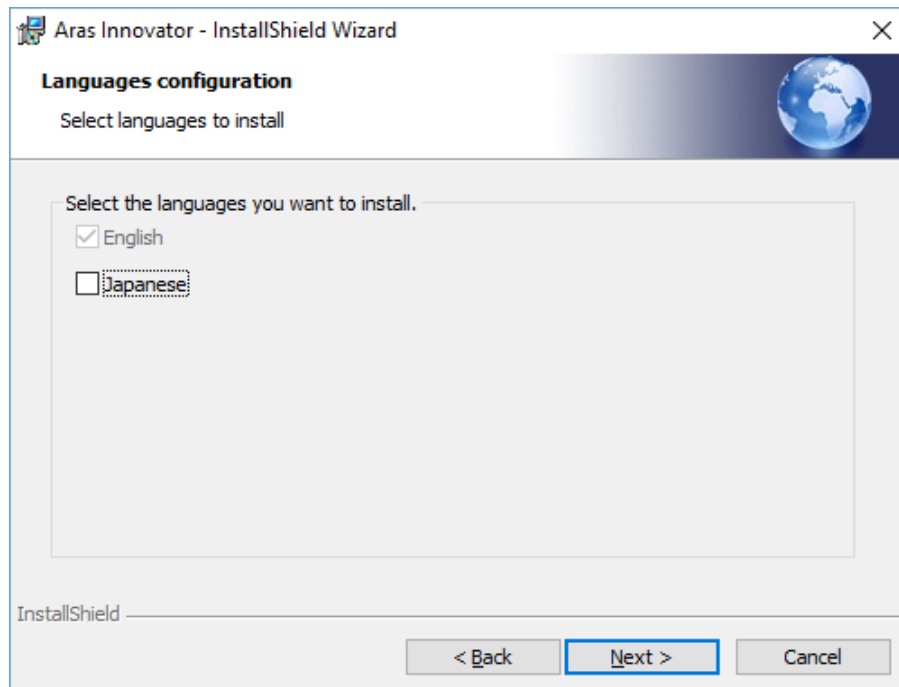 Aras Innovator - InstallShield Wizard
Languages configuration
Select languages to install
Select the languages you want to install.
English
Japanese
InstallShield
< Back
Next >
Cancel